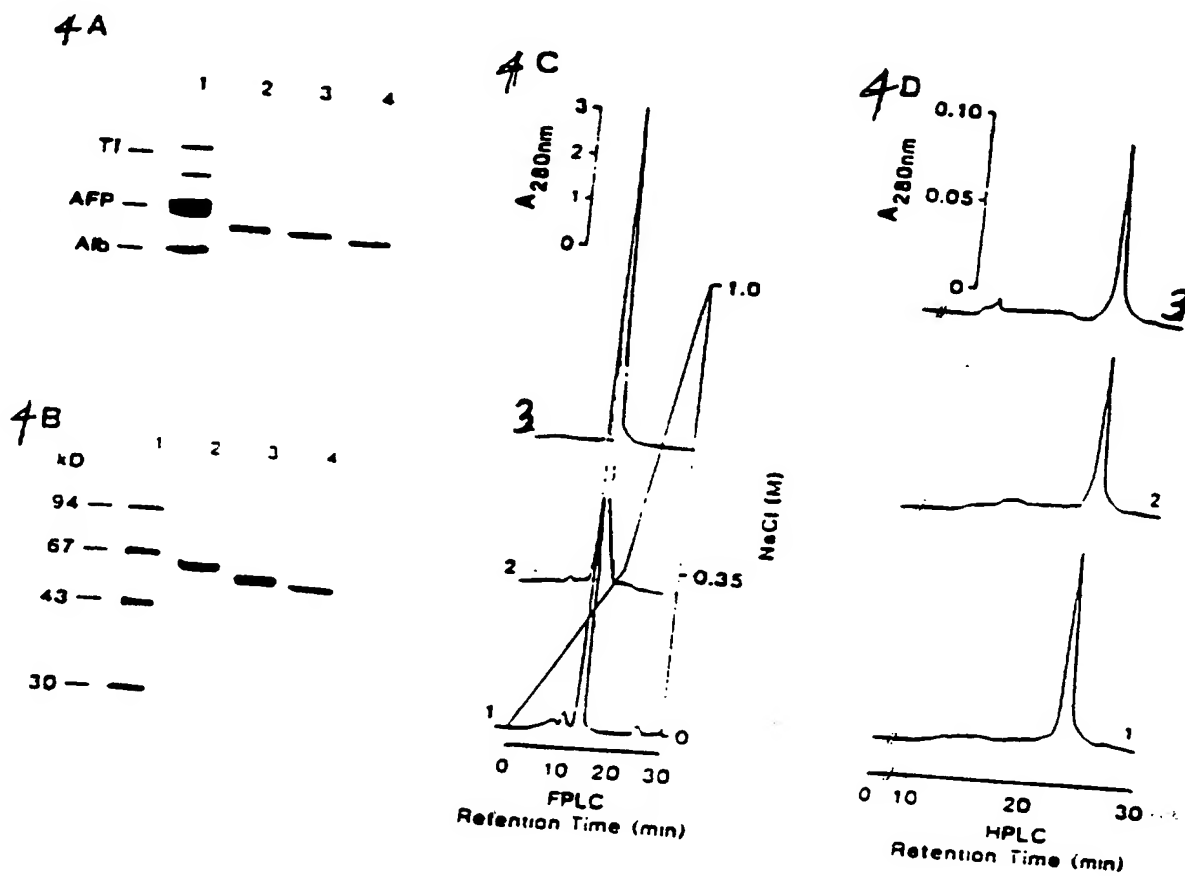 4A
1 2 3 4
Tf
AFP
Alb
4B
kD
1 2 3 4
94
67
43
30
4C
3
2
1
0
A280nm
1.0
3
2
0.35
NaCl (M)
1
0
0 10 20 30
FPLC
Retention Time (min)
4D
0.10
0.05
0
A280nm
3
2
1
0 10 20 30
HPLC
Retention Time (min)